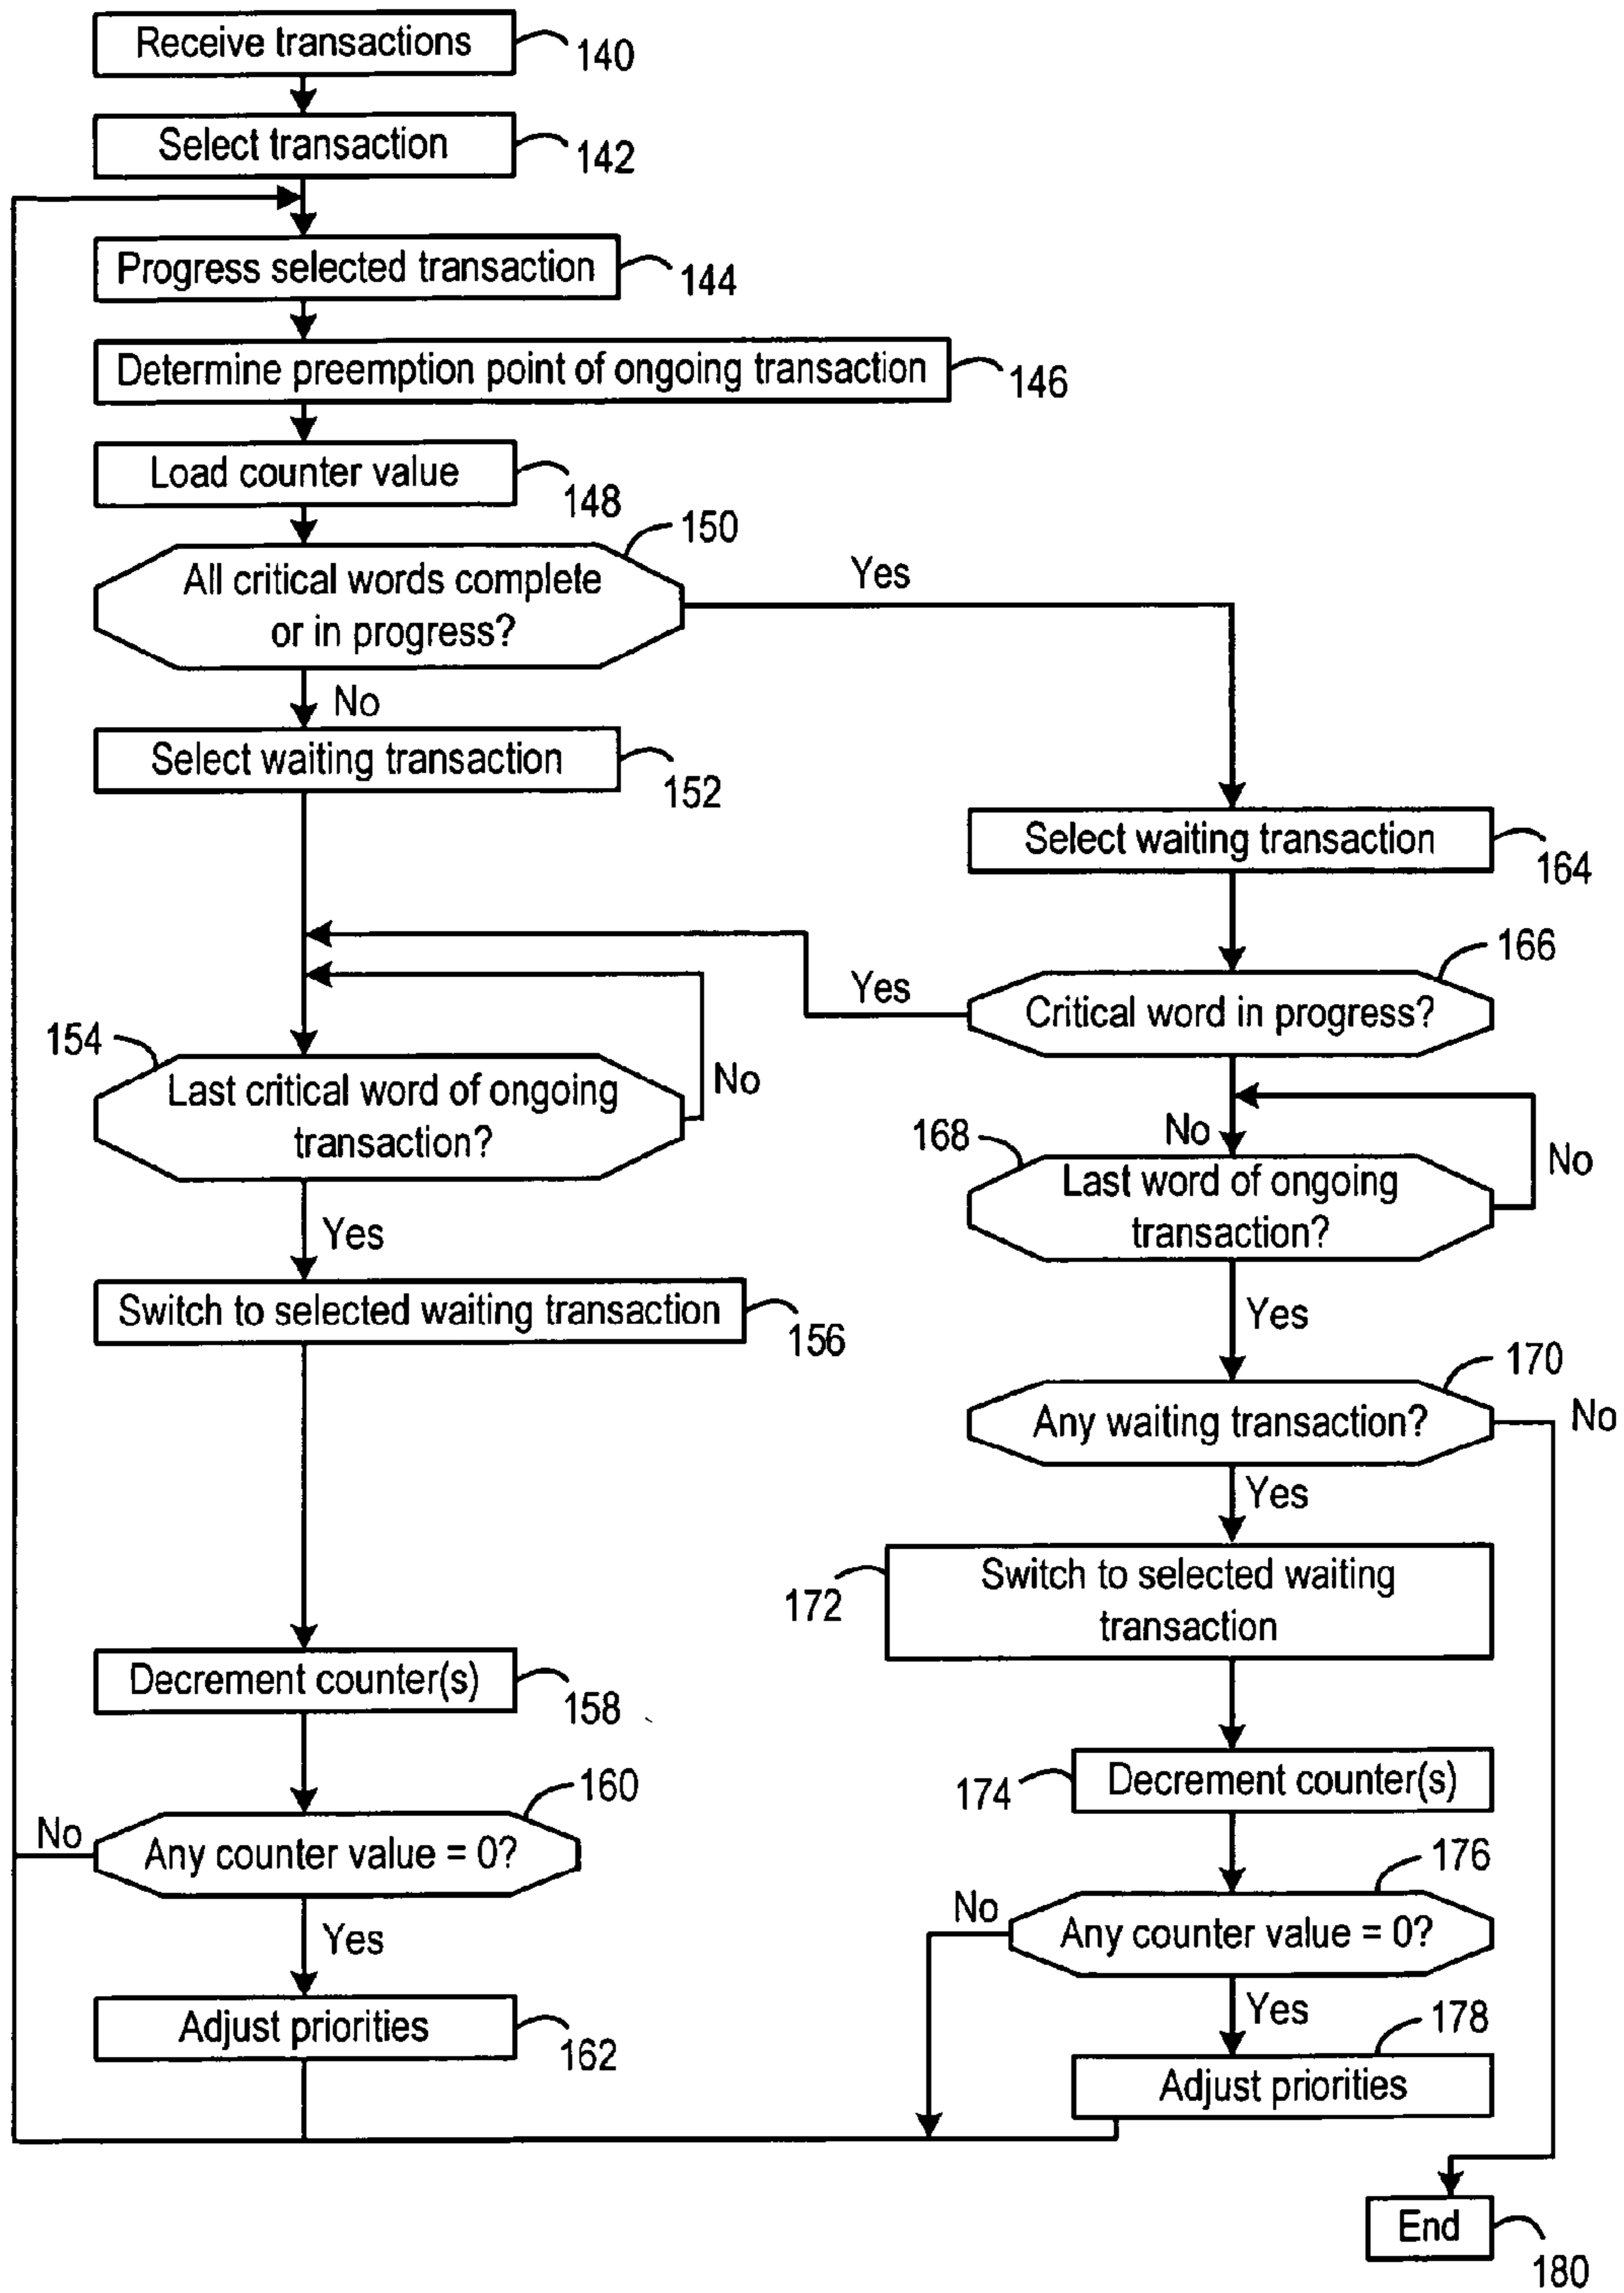 Receive transactions
140
Select transaction
142
Progress selected transaction
144
Determine preemption point of ongoing transaction
146
Load counter value
148
150
All critical words complete
or in progress?
Yes
No
Select waiting transaction
152
Select waiting transaction
164
166
Critical word in progress?
Yes
154
Last critical word of ongoing
transaction?
No
No
168
Last word of ongoing
transaction?
No
Yes
Yes
Switch to selected waiting transaction
156
170
Any waiting transaction?
No
Yes
172
Switch to selected waiting
transaction
Decrement counter(s)
158
174
Decrement counter(s)
160
Any counter value = 0?
No
Yes
176
Any counter value = 0?
No
Yes
Adjust priorities
162
178
Adjust priorities
End
180